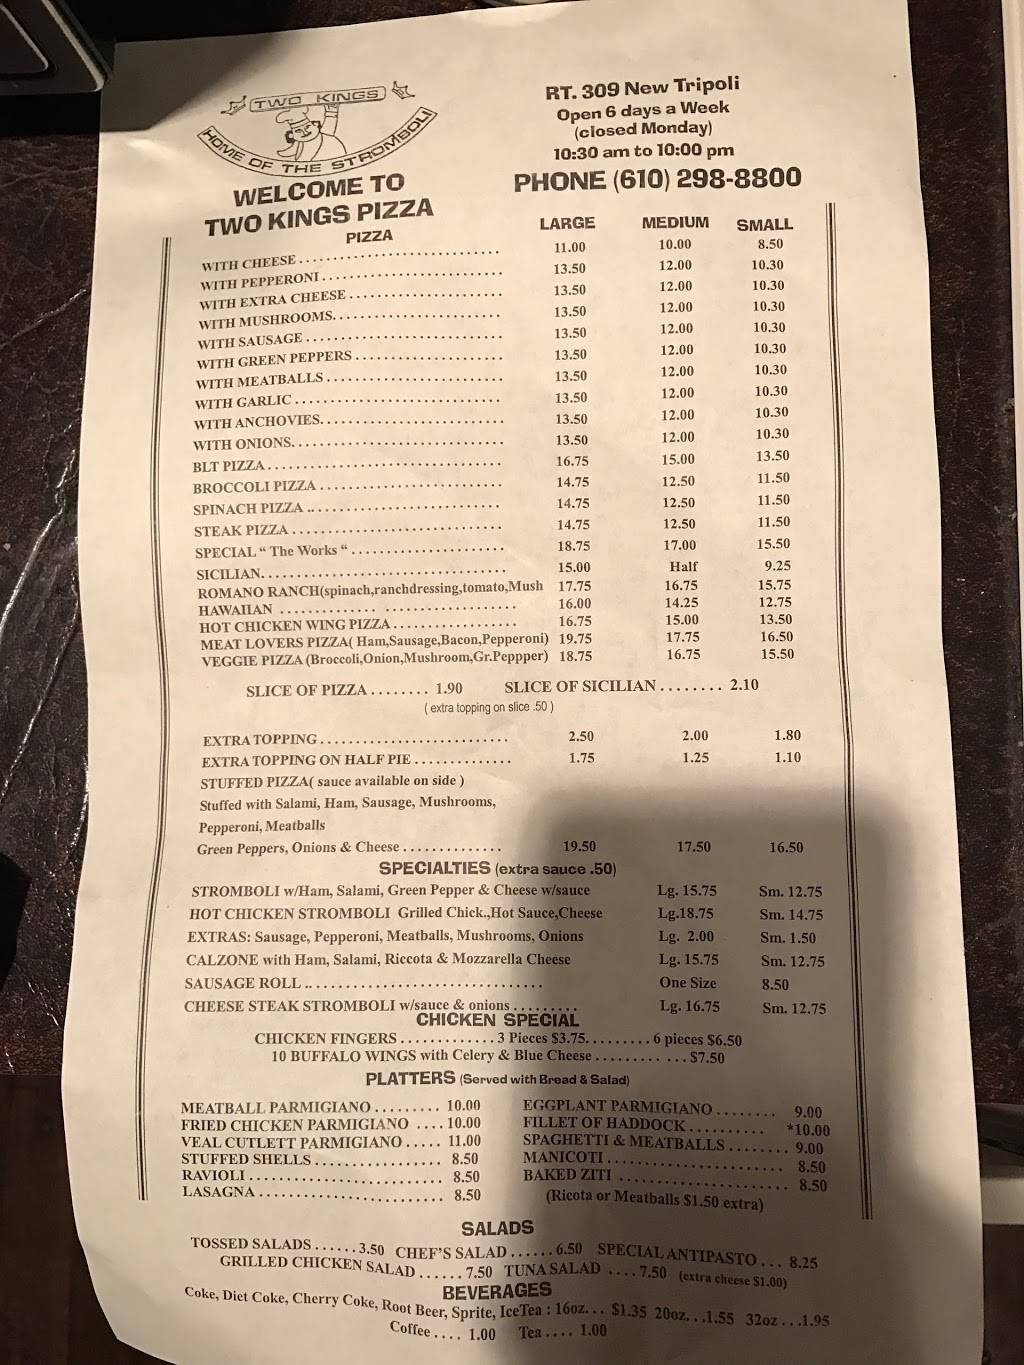 TWO KINGS
HOME OF THE STROMBOLI
WELCOME TO
TWO KINGS PIZZA
RT. 309 New Tripoli
Open 6 days a Week
(closed Monday)
10:30 am to 10:00 pm
PHONE (610) 298-8800
PIZZA LARGE MEDIUM SMALL
WITH CHEESE 11.00 10.00 8.50
WITH PEPPERONI 13.50 12.00 10.30
WITH EXTRA CHEESE 13.50 12.00 10.30
WITH MUSHROOMS. 13.50 12.00 10.30
WITH SAUSAGE 13.50 12.00 10.30
WITH GREEN PEPPERS 13.50 12.00 10.30
WITH MEATBALLS 13.50 12.00 10.30
WITH GARLIC 13.50 12.00 10.30
WITH ANCHOVIES. 13.50 12.00 10.30
WITH ONIONS. 13.50 12.00 10.30
BLT PIZZA 16.75 15.00 13.50
BROCCOLI PIZZA 14.75 12.50 11.50
SPINACH PIZZA 14.75 12.50 11.50
STEAK PIZZA 14.75 12.50 11.50
SPECIAL “ The Works “ 18.75 17.00 15.50
SICILIAN. 15.00 Half 9.25
ROMANO RANCH(spinach,ranchdressing,tomato,Mush 17.75 16.75 15.75
HAWAIIAN 16.00 14.25 12.75
HOT CHICKEN WING PIZZA 16.75 15.00 13.50
MEAT LOVERS PIZZA( Ham,Sausage,Bacon,Pepperoni) 19.75 17.75 16.50
VEGGIE PIZZA (Broccoli,Onion,Mushroom,Gr.Peppper) 18.75 16.75 15.50
SLICE OF PIZZA ........ 1.90 SLICE OF SICILIAN ........ 2.10
( extra topping on slice .50 )
EXTRA TOPPING 2.50 2.00 1.80
EXTRA TOPPING ON HALF PIE 1.75 1.25 1.10
STUFFED PIZZA( sauce available on side )
Stuffed with Salami, Ham, Sausage, Mushrooms,
Pepperoni, Meatballs
Green Peppers, Onions & Cheese 19.50 17.50 16.50
SPECIALTIES (extra sauce .50)
STROMBOLI w/Ham, Salami, Green Pepper & Cheese w/sauce Lg. 15.75 Sm. 12.75
HOT CHICKEN STROMBOLI Grilled Chick.,Hot Sauce,Cheese Lg.18.75 Sm. 14.75
EXTRAS: Sausage, Pepperoni, Meatballs, Mushrooms, Onions Lg. 2.00 Sm. 1.50
CALZONE with Ham, Salami, Riccota & Mozzarella Cheese Lg. 15.75 Sm. 12.75
SAUSAGE ROLL One Size 8.50
CHEESE STEAK STROMBOLI w/sauce & onions Lg. 16.75 Sm. 12.75
CHICKEN SPECIAL
CHICKEN FINGERS ............ 3 Pieces $3.75.......... 6 pieces $6.50
10 BUFFALO WINGS with Celery & Blue Cheese ............ $7.50
PLATTERS (Served with Bread & Salad)
MEATBALL PARMIGIANO ......... 10.00 EGGPLANT PARMIGIANO ........ 9.00
FRIED CHICKEN PARMIGIANO .... 10.00 FILLET OF HADDOCK .......... *10.00
VEAL CUTLETT PARMIGIANO ..... 11.00 SPAGHETTI & MEATBALLS ........ 9.00
STUFFED SHELLS 8.50 MANICOTI 8.50
RAVIOLI 8.50 BAKED ZITI 8.50
LASAGNA 8.50 (Ricota or Meatballs $1.50 extra)
SALADS
TOSSED SALADS ...... 3.50 CHEF'S SALAD ...... 6.50 SPECIAL ANTIPASTO ... 8.25
GRILLED CHICKEN SALAD ...... 7.50 TUNA SALAD .... 7.50 (extra cheese $1.00)
BEVERAGES
Coke, Diet Coke, Cherry Coke, Root Beer, Sprite, IceTea : 16oz... $1.35 20oz...1.55 32oz ...1.95
Coffee .... 1.00 Tea .... 1.00